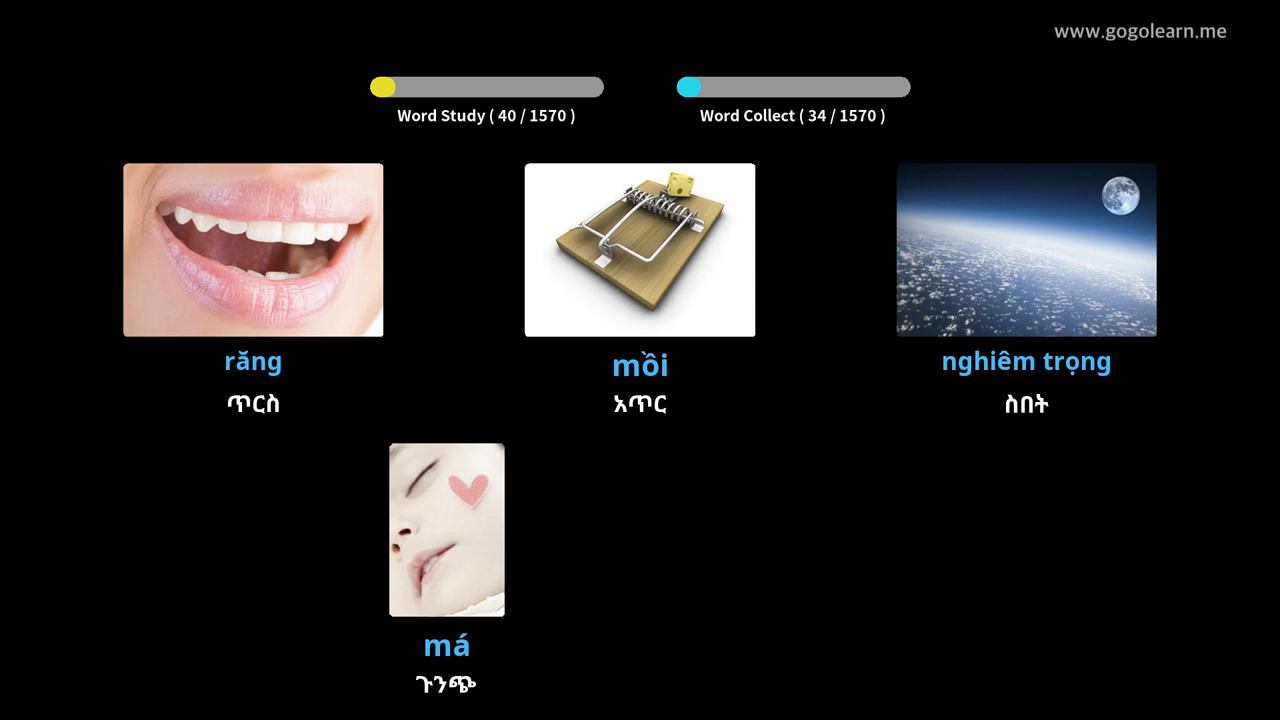 www.gogolearn.me
Word Study ( 40 / 1570 )
Word Collect ( 34 / 1570 )
răng
ጥርስ
mồi
አጥር
nghiêm trọng
ስበት
má
ጉንጭ